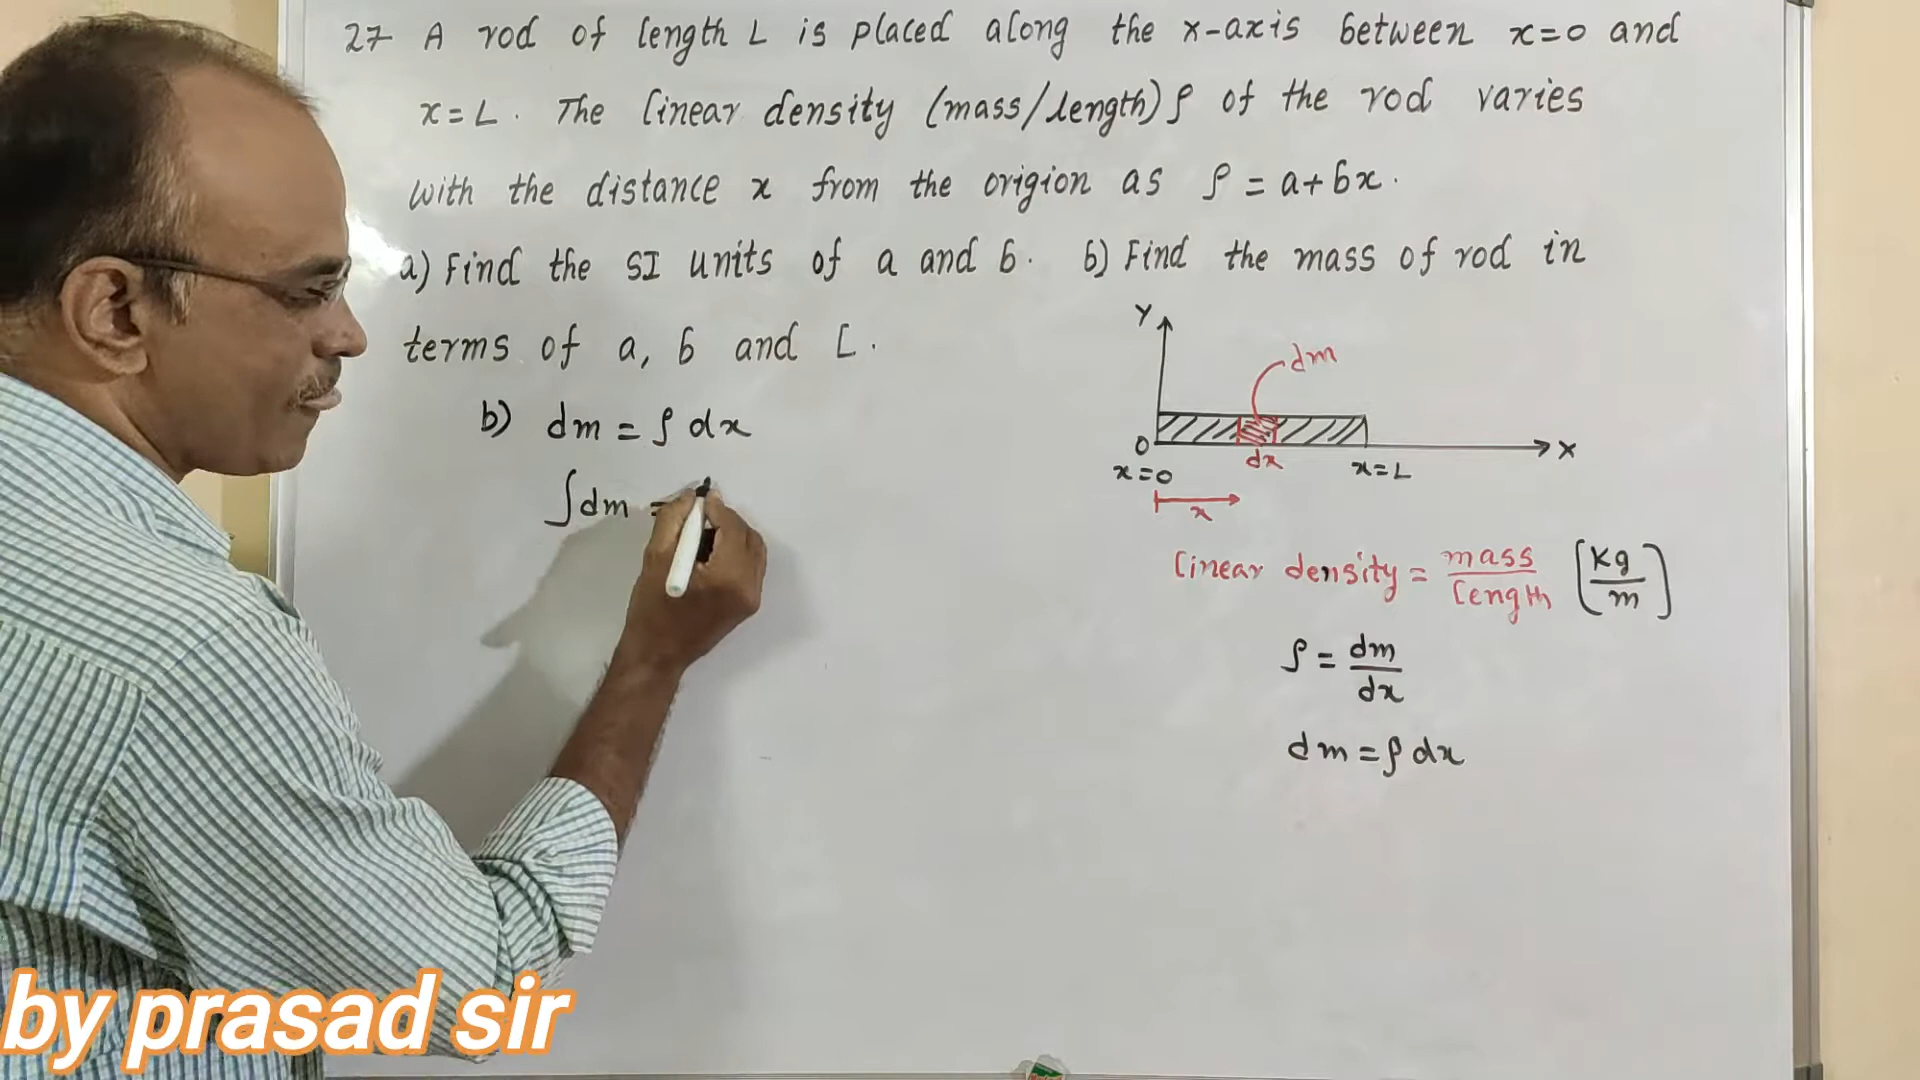 27 A rod of length L is placed along the x-axis between x=0 and
x=L. The linear density (mass/length) ρ of the rod varies
with the distance x from the origion as ρ = a+bx.
a) Find the SI units of a and b. b) Find the mass of rod in
terms of a, b and L.
b) dm = ρ dx
∫dm =
Y
dm
O
dx
X
x=0
x=L
x
Linear density = mass/Length [Kg/m]
ρ = dm/dx
dm = ρ dx
by prasad sir